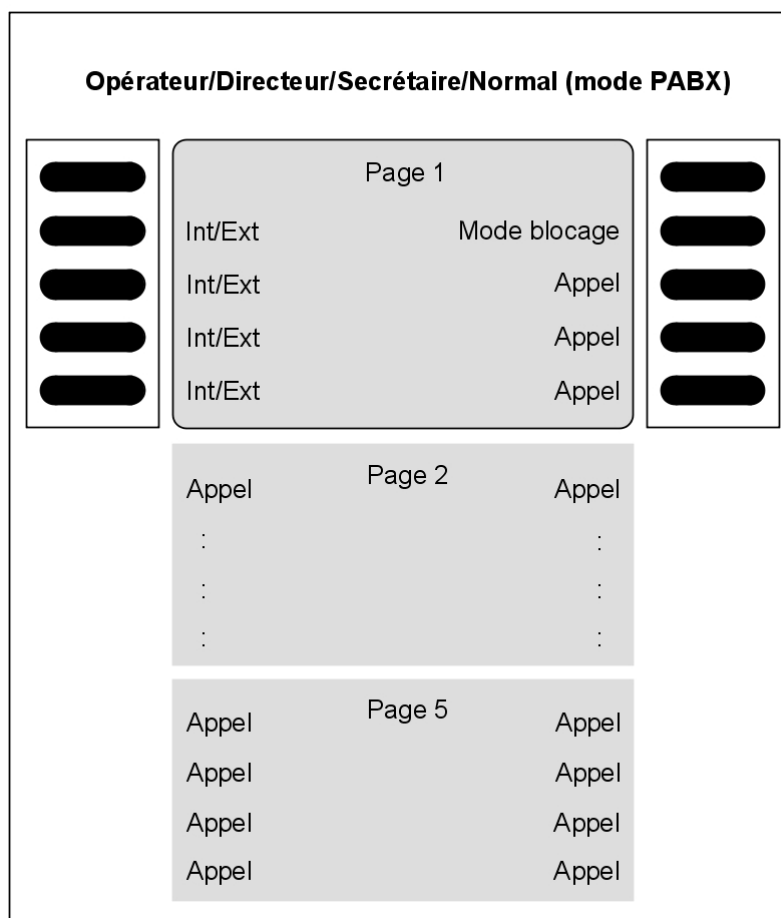 Opérateur/Directeur/Secrétaire/Normal (mode PABX)
Page 1
Int/Ext Mode blocage
Int/Ext Appel
Int/Ext Appel
Int/Ext Appel
Page 2
Appel Appel
: :
: :
: :
Page 5
Appel Appel
Appel Appel
Appel Appel
Appel Appel